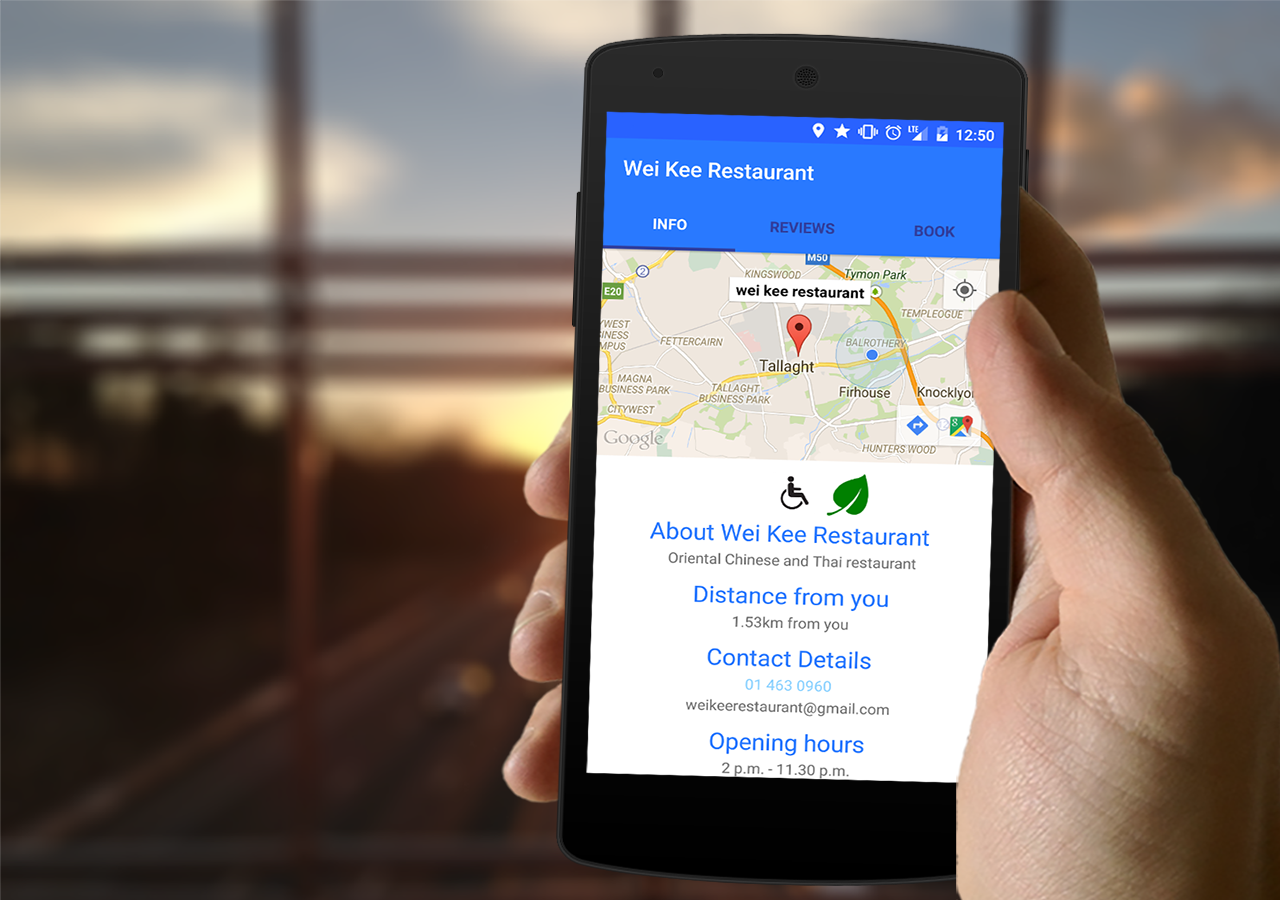 LTE 12:50
Wei Kee Restaurant
INFO REVIEWS BOOK
M50
2
KINGSWOOD
Tymon Park
E20
wei kee restaurant
TEMPLEOGUE
WEST
INESS
MPUS
FETTERCAIRN
BALROTHERY
Tallaght
MAGNA
BUSINESS PARK
TALLAGHT
BUSINESS PARK
Firhouse
Knocklyon
CITYWEST
Google
HUNTERS WOOD
About Wei Kee Restaurant
Oriental Chinese and Thai restaurant
Distance from you
1.53km from you
Contact Details
01 463 0960
weikeerestaurant@gmail.com
Opening hours
2 p.m. - 11.30 p.m.